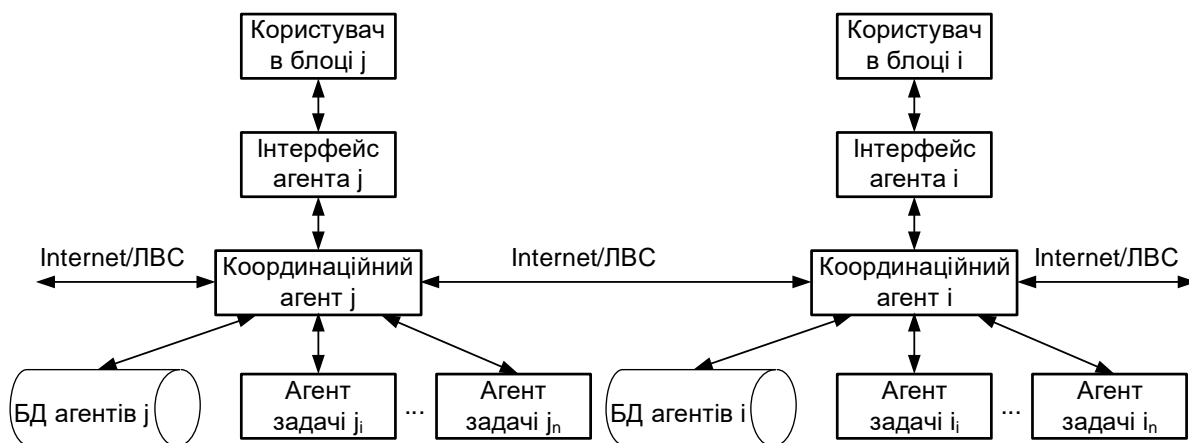 Користувач
в блоці j
Користувач
в блоці i
Інтерфейс
агента j
Інтерфейс
агента i
Internet/ЛВС
Координаційний
агент j
Internet/ЛВС
Координаційний
агент i
Internet/ЛВС
БД агентів j
Агент
задачі jᵢ
...
Агент
задачі jₙ
БД агентів i
Агент
задачі iᵢ
...
Агент
задачі iₙ